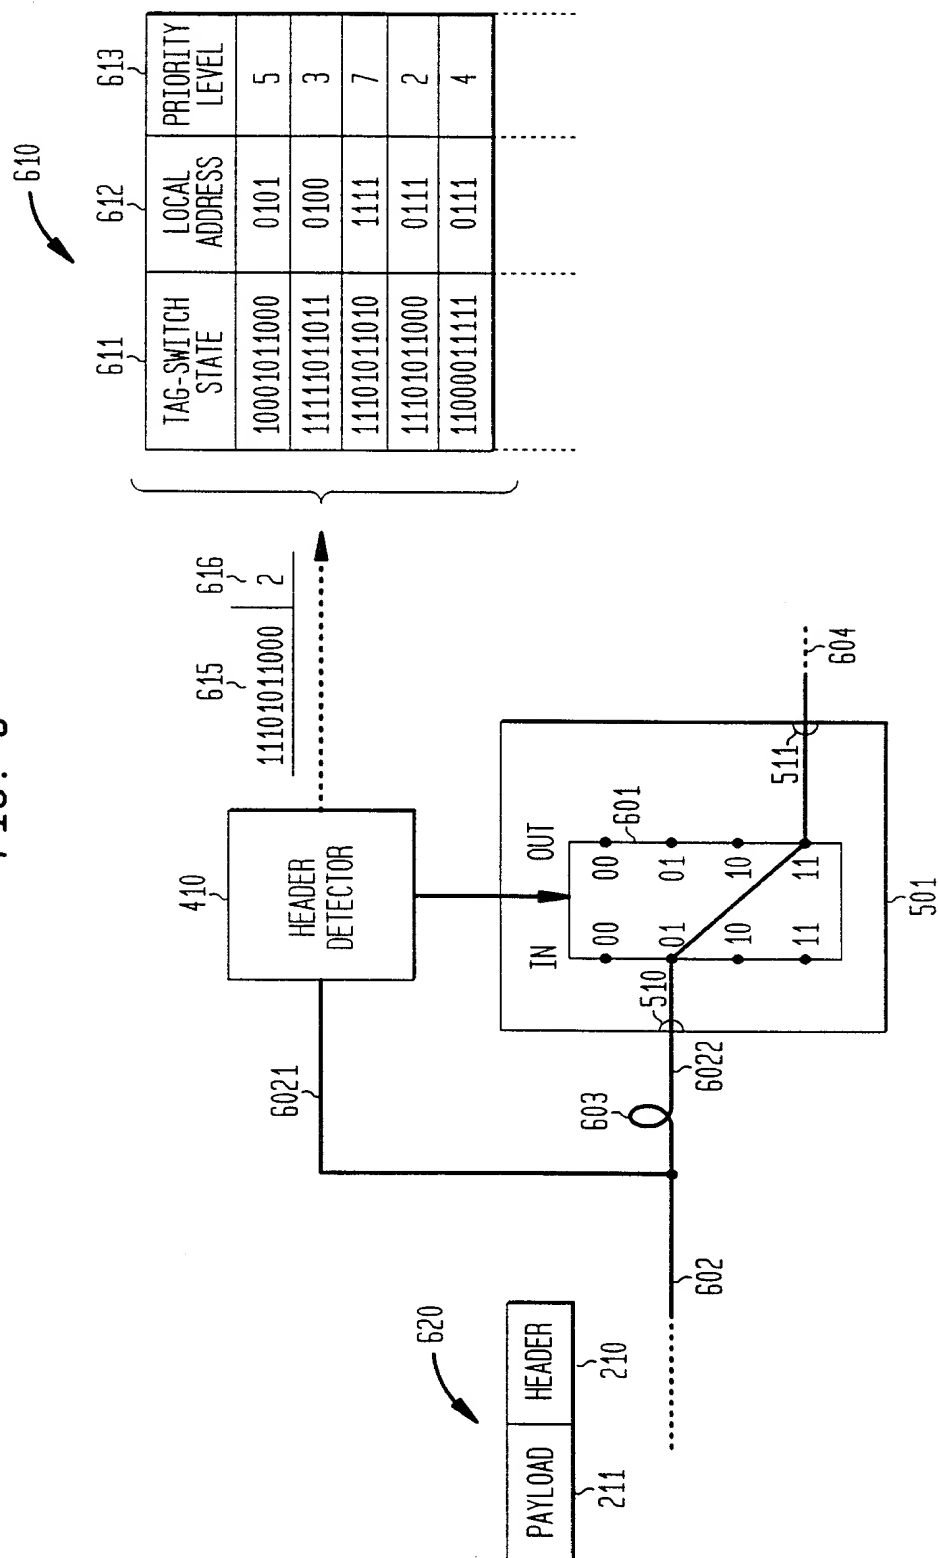 620
PAYLOAD HEADER
211 210
602
6021
603
6022
410
HEADER
DETECTOR
615 616
11101011000 2
610
611 612 613
TAG-SWITCH STATE LOCAL ADDRESS PRIORITY LEVEL
10001011000 0101 5
11111011011 0100 3
11101011010 1111 7
11101011000 0111 2
11000011111 0111 4
IN OUT
00 00
601
01 01
10 10
11 11
510
511
604
501